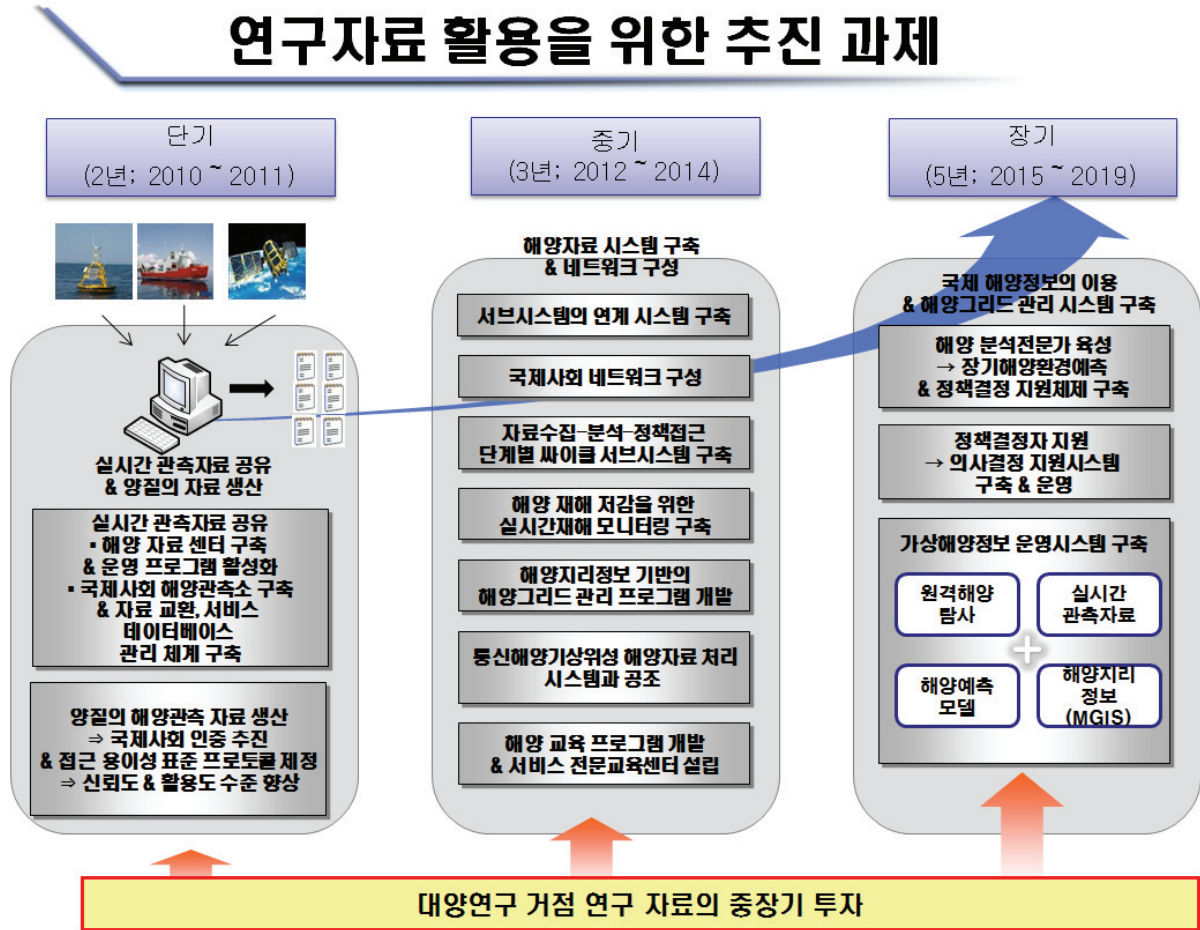 연구자료 활용을 위한 추진 과제
단기
(2년; 2010 ~ 2011)
실시간 관측자료 공유
& 양질의 자료 생산
실시간 관측자료 공유
▪ 해양 자료 센터 구축
& 운영 프로그램 활성화
▪ 국제사회 해양관측소 구축
& 자료 교환, 서비스
데이터베이스
관리 체계 구축
양질의 해양관측 자료 생산
⇒ 국제사회 인증 추진
& 접근 용이성 표준 프로토콜 제정
⇒ 신뢰도 & 활용도 수준 향상
중기
(3년; 2012 ~ 2014)
해양자료 시스템 구축
& 네트워크 구성
서브시스템의 연계 시스템 구축
국제사회 네트워크 구성
자료수집-분석-정책접근
단계별 싸이클 서브시스템 구축
해양 재해 저감을 위한
실시간재해 모니터링 구축
해양지리정보 기반의
해양그리드 관리 프로그램 개발
통신해양기상위성 해양자료 처리
시스템과 공조
해양 교육 프로그램 개발
& 서비스 전문교육센터 설립
장기
(5년; 2015 ~ 2019)
국제 해양정보의 이용
& 해양그리드 관리 시스템 구축
해양 분석전문가 육성
→ 장기해양환경예측
& 정책결정 지원체제 구축
정책결정자 지원
→ 의사결정 지원시스템
구축 & 운영
가상해양정보 운영시스템 구축
원격해양
탐사
실시간
관측자료
+
해양예측
모델
해양지리
정보
(MGIS)
대양연구 거점 연구 자료의 중장기 투자